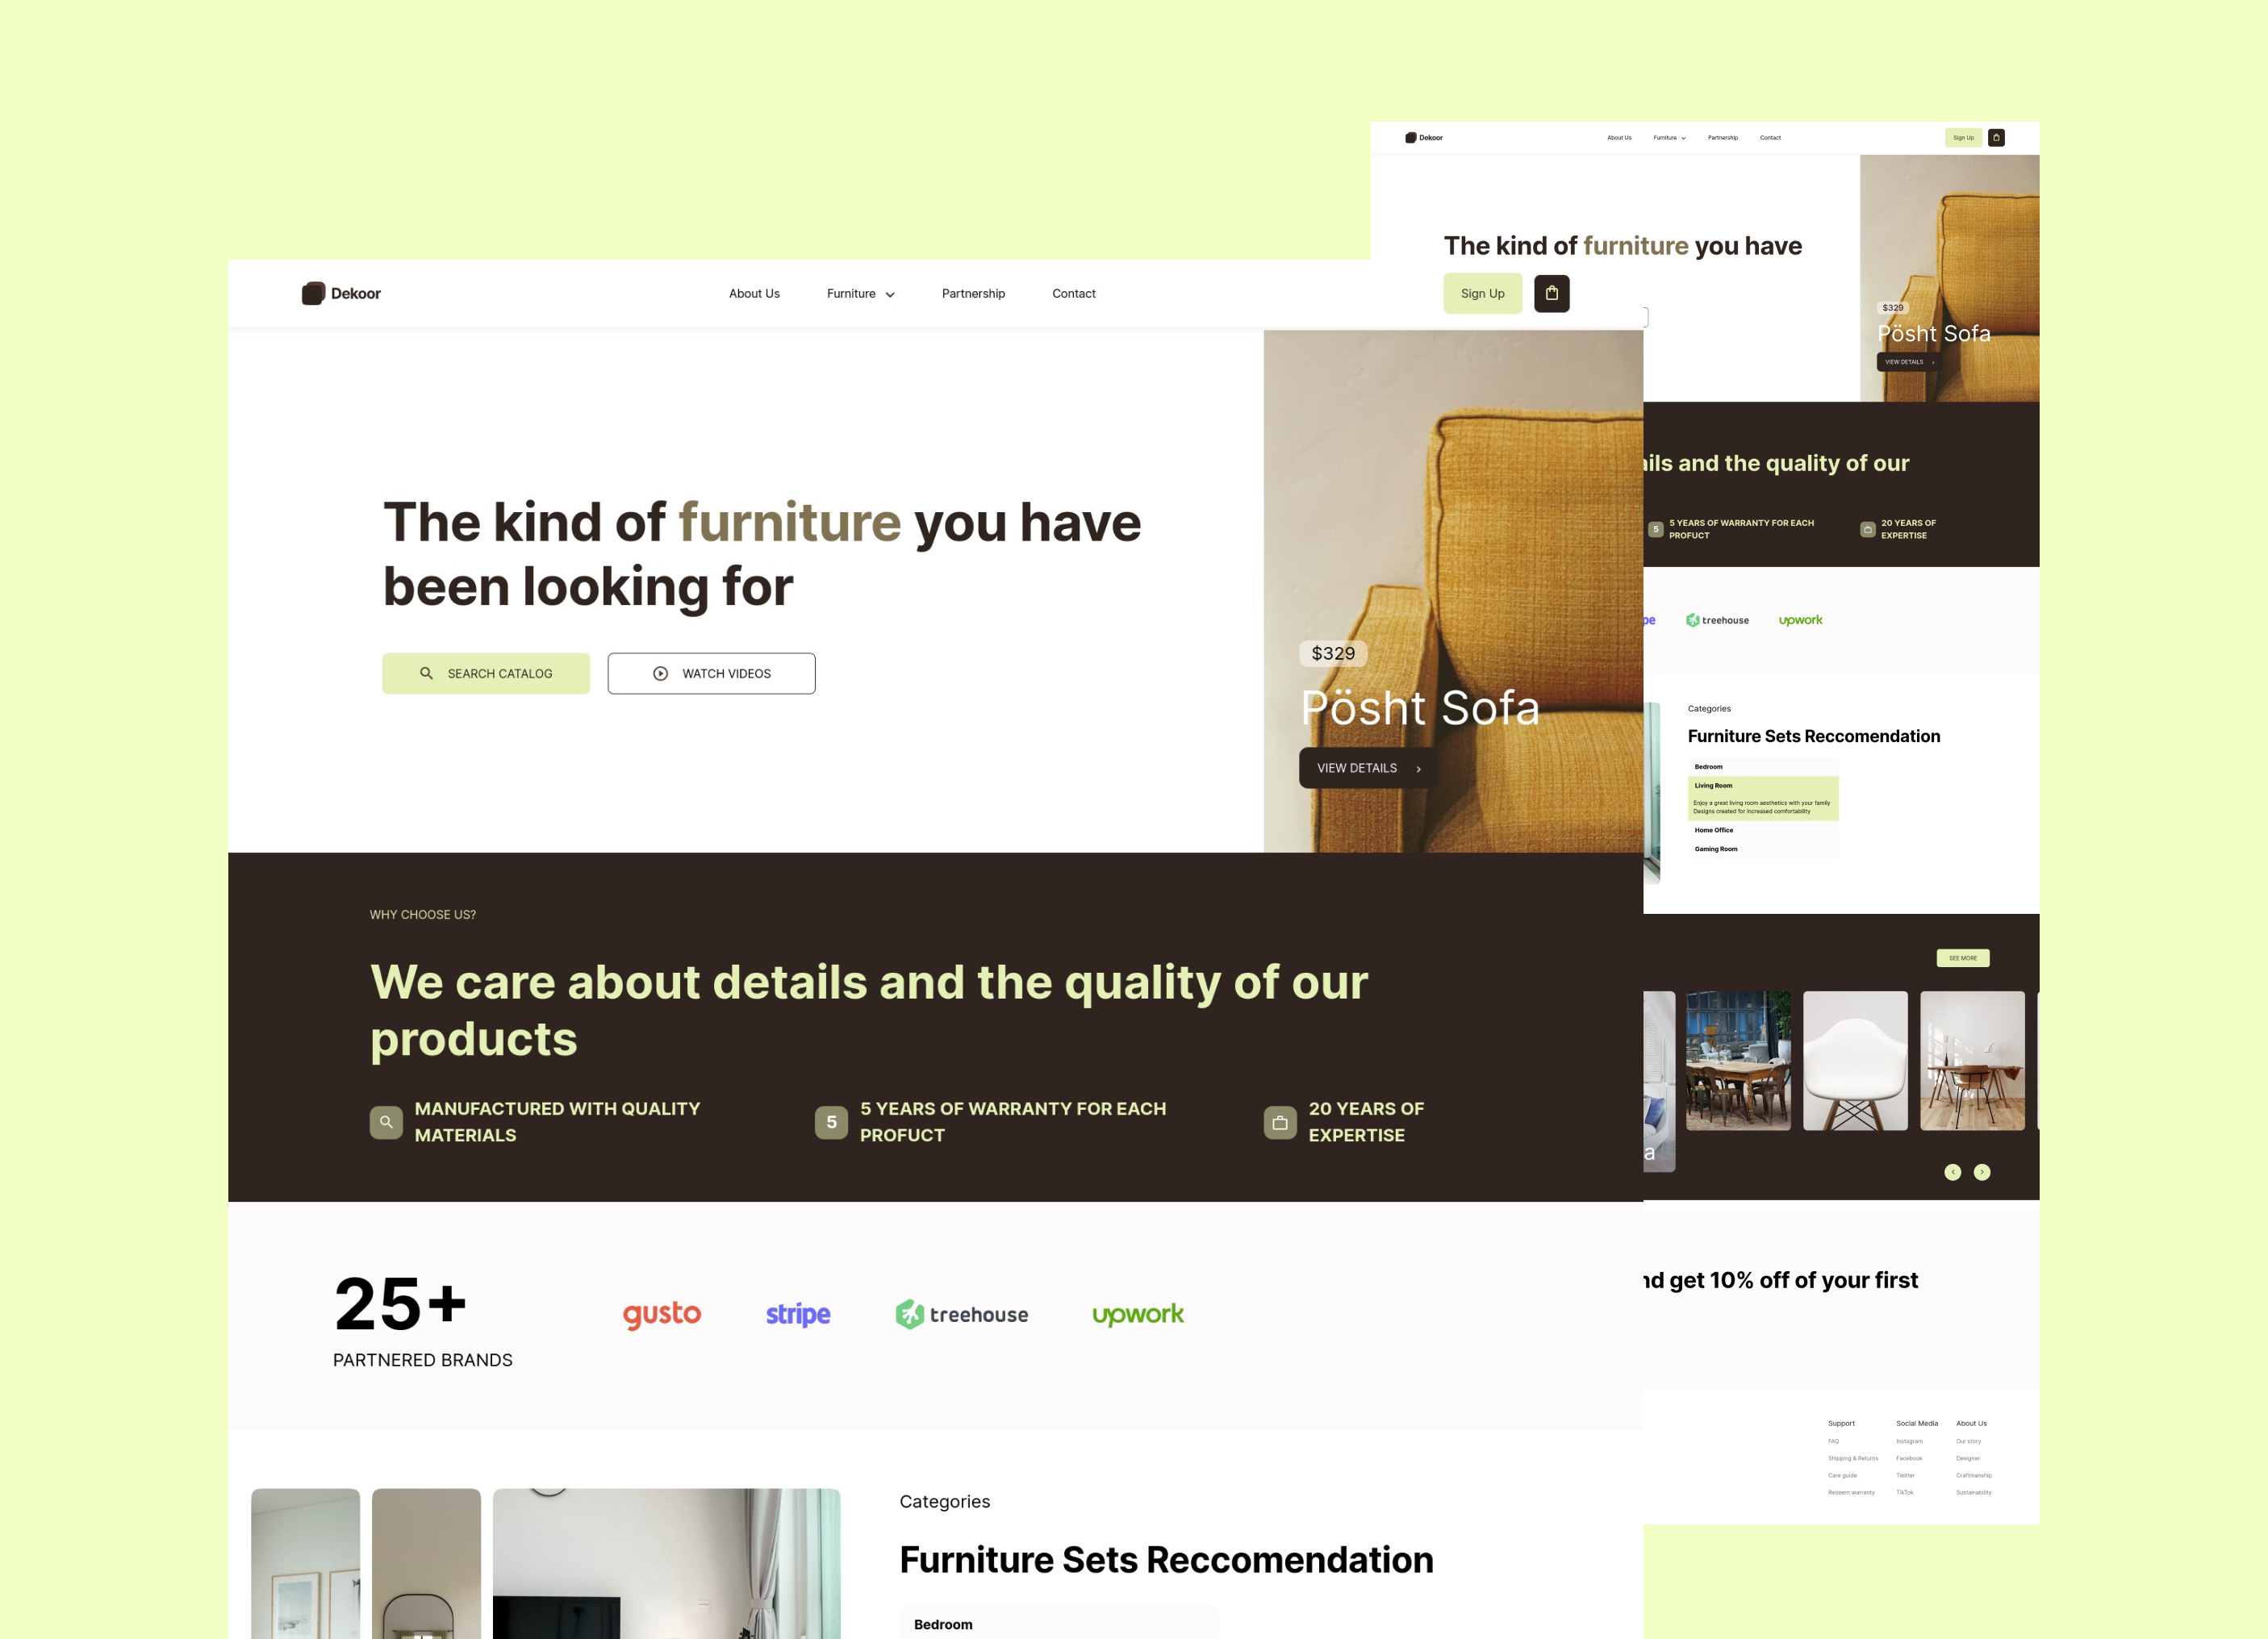 Dekoor
About Us
Furniture
Partnership
Contact
Sign Up
The kind of furniture you have
been looking for
SEARCH CATALOG
WATCH VIDEOS
$329
Pösht Sofa
VIEW DETAILS
WHY CHOOSE US?
We care about details and the quality of our
products
MANUFACTURED WITH QUALITY
MATERIALS
5
5 YEARS OF WARRANTY FOR EACH
PROFUCT
20 YEARS OF
EXPERTISE
25+
PARTNERED BRANDS
gusto
stripe
treehouse
upwork
Categories
Furniture Sets Reccomendation
Bedroom
Dekoor
About Us
Furniture
Partnership
Contact
Sign Up
The kind of furniture you have
$329
Pösht Sofa
VIEW DETAILS
ils and the quality of our
5
5 YEARS OF WARRANTY FOR EACH
PROFUCT
20 YEARS OF
EXPERTISE
pe
treehouse
upwork
Categories
Furniture Sets Reccomendation
Bedroom
Living Room
Enjoy a great living room aesthetics with your family
Designs created for increased comfortability
Home Office
Gaming Room
SEE MORE
a
nd get 10% off of your first
Support
FAQ
Shipping & Returns
Care guide
Redeem warranty
Social Media
Instagram
Facebook
Twitter
TikTok
About Us
Our story
Designer
Craftmanship
Sustainability